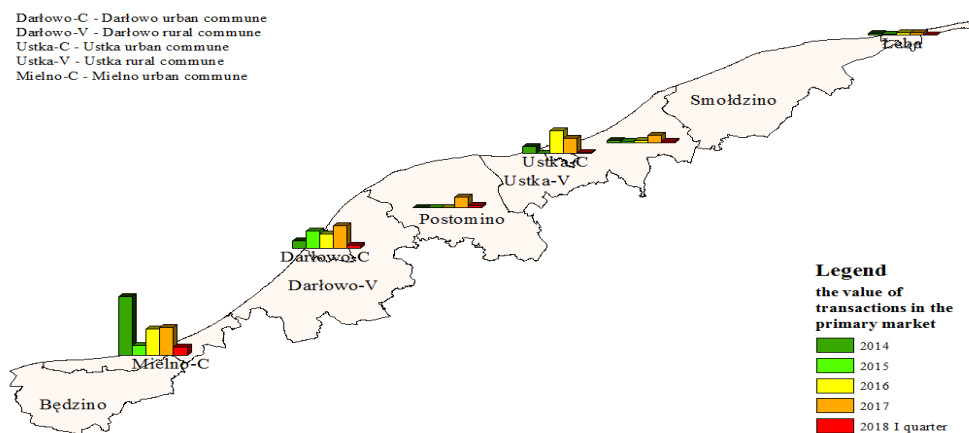 Darłowo-C - Darłowo urban commune
Darłowo-V - Darłowo rural commune
Ustka-C - Ustka urban commune
Ustka-V - Ustka rural commune
Mielno-C - Mielno urban commune
Łeba
Smołdzino
Ustka-C
Ustka-V
Postomino
Darłowo-C
Darłowo-V
Mielno-C
Będzino
Legend
the value of
transactions in the
primary market
2014
2015
2016
2017
2018 I quarter